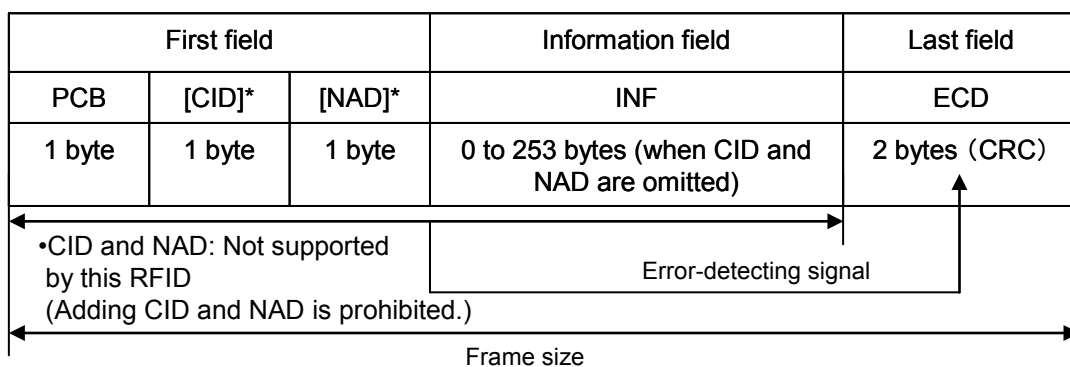 First field Information field Last field
PCB [CID]* [NAD]* INF ECD
1 byte 1 byte 1 byte 0 to 253 bytes (when CID and NAD are omitted) 2 bytes（CRC）
•CID and NAD: Not supported
by this RFID
(Adding CID and NAD is prohibited.)
Error-detecting signal
Frame size